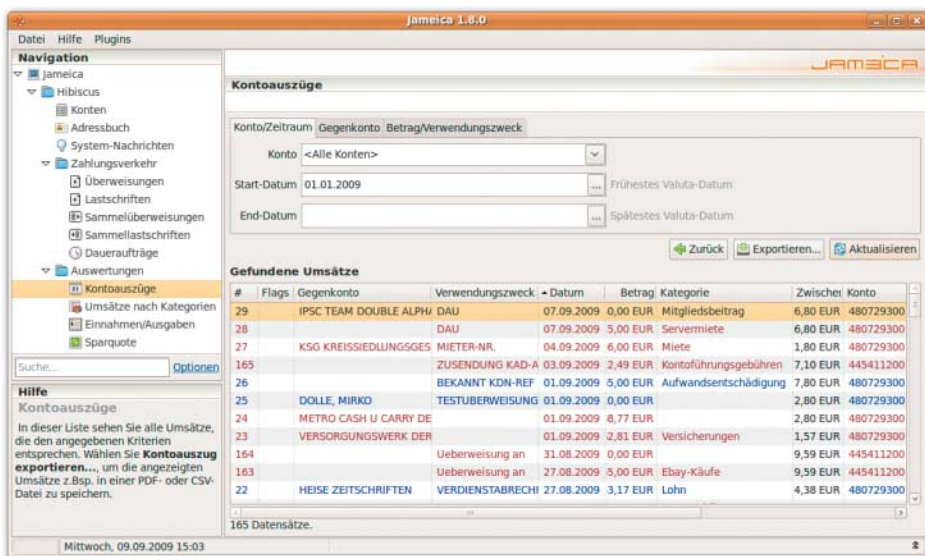 Jameica 1.8.0
Datei Hilfe Plugins
Navigation
Jameica
Hibiscus
Konten
Adressbuch
System-Nachrichten
Zahlungsverkehr
Überweisungen
Lastschriften
Sammelüberweisungen
Sammellastschriften
Daueraufträge
Auswertungen
Kontoauszüge
Umsätze nach Kategorien
Einnahmen/Ausgaben
Sparquote
Suche... Optionen
Hilfe
Kontoauszüge
In dieser Liste sehen Sie alle Umsätze,
die den angegebenen Kriterien
entsprechen. Wählen Sie Kontoauszug
exportieren..., um die angezeigten
Umsätze z.Bsp. in einer PDF- oder CSV-
Datei zu speichern.
JAMEICA
Kontoauszüge
Konto/Zeitraum Gegenkonto Betrag/Verwendungszweck
Konto <Alle Konten>
Start-Datum 01.01.2009 ... Frühestes Valuta-Datum
End-Datum ... Spätestes Valuta-Datum
Zurück Exportieren... Aktualisieren
Gefundene Umsätze
# Flags Gegenkonto Verwendungszweck Datum Betrag Kategorie Zwischen Konto
29 IPSC TEAM DOUBLE ALPH DAU 07.09.2009 0,00 EUR Mitgliedsbeitrag 6,80 EUR 480729300
28 DAU 07.09.2009 5,00 EUR Servermiete 6,80 EUR 480729300
27 KSG KREISSIEDLUNGSGES MIETER-NR. 04.09.2009 6,00 EUR Miete 1,80 EUR 480729300
165 ZUSENDUNG KAD-A 03.09.2009 2,49 EUR Kontoführungsgebühren 7,10 EUR 445411200
26 BEKANNT KDN-REF 01.09.2009 5,00 EUR Aufwandsentschädigung 7,80 EUR 480729300
25 DOLLE, MIRKO TESTUBERWEISUNG 01.09.2009 0,00 EUR 2,80 EUR 480729300
24 METRO CASH U CARRY DE 01.09.2009 8,77 EUR 2,80 EUR 480729300
23 VERSORGUNGSWERK DER 01.09.2009 2,81 EUR Versicherungen 1,57 EUR 480729300
164 Ueberweisung an 31.08.2009 0,00 EUR 9,59 EUR 445411200
163 Ueberweisung an 27.08.2009 5,00 EUR Ebay-Käufe 9,59 EUR 445411200
22 HEISE ZEITSCHRIFTEN VERDIENSTABRECHI 27.08.2009 3,17 EUR Lohn 4,38 EUR 480729300
165 Datensätze.
Mittwoch, 09.09.2009 15:03